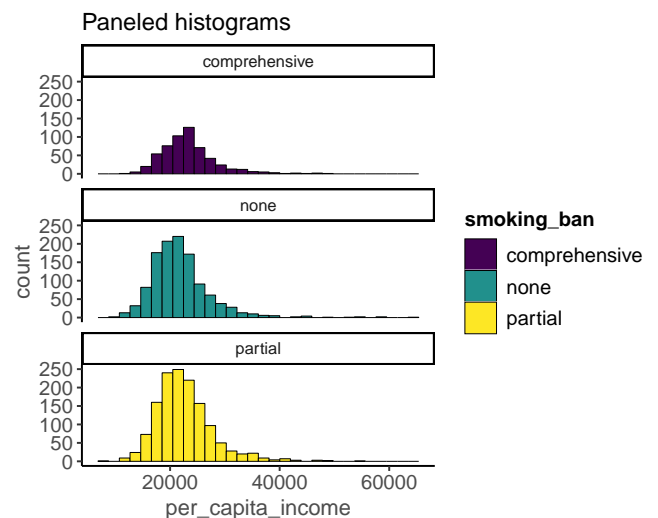 Paneled histograms
comprehensive
250
200
150
100
50
0
none
250
200
150
100
50
0
partial
250
200
150
100
50
0
20000 40000 60000
per_capita_income
count
smoking_ban
comprehensive
none
partial